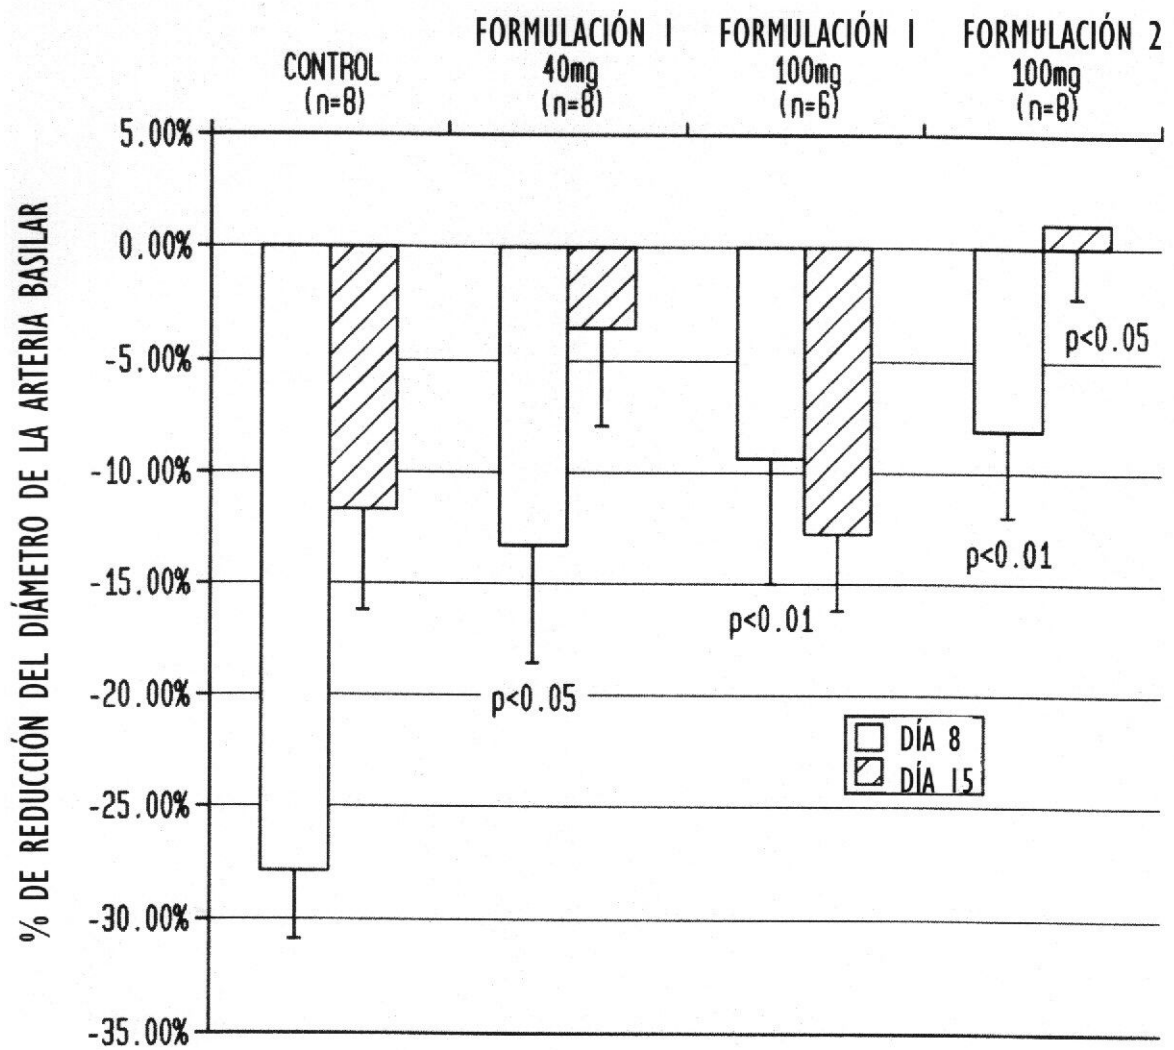 CONTROL
(n=8)
FORMULACIÓN 1
40mg
(n=8)
FORMULACIÓN 1
100mg
(n=6)
FORMULACIÓN 2
100mg
(n=8)
% DE REDUCCIÓN DEL DIÁMETRO DE LA ARTERIA BASILAR
5.00%
0.00%
-5.00%
-10.00%
-15.00%
-20.00%
-25.00%
-30.00%
-35.00%
p<0.05
p<0.01
p<0.01
p<0.05
DÍA 8
DÍA 15